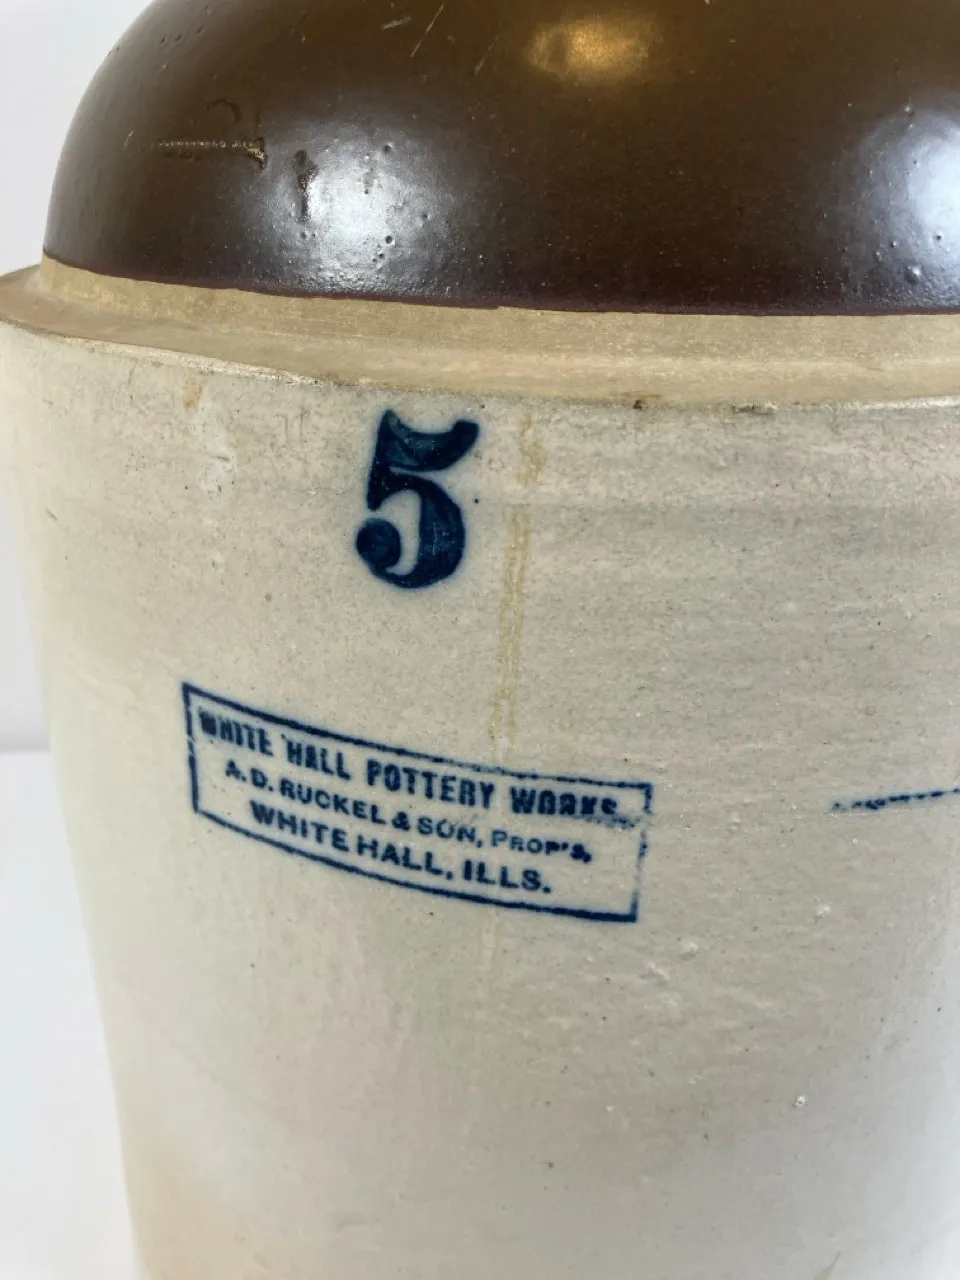 5
WHITE HALL POTTERY WORKS
A.D. RUCKEL & SON, PROP'S,
WHITE HALL, ILLS.